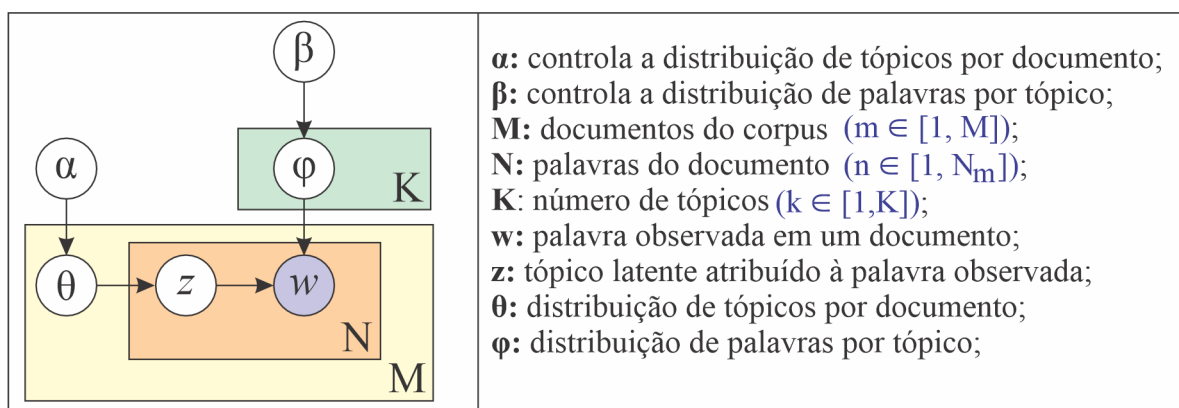 β
α
φ
K
θ
z
w
N
M
α: controla a distribuição de tópicos por documento;
β: controla a distribuição de palavras por tópico;
M: documentos do corpus (m ∈ [1, M]);
N: palavras do documento (n ∈ [1, Nm]);
K: número de tópicos (k ∈ [1,K]);
w: palavra observada em um documento;
z: tópico latente atribuído à palavra observada;
θ: distribuição de tópicos por documento;
φ: distribuição de palavras por tópico;